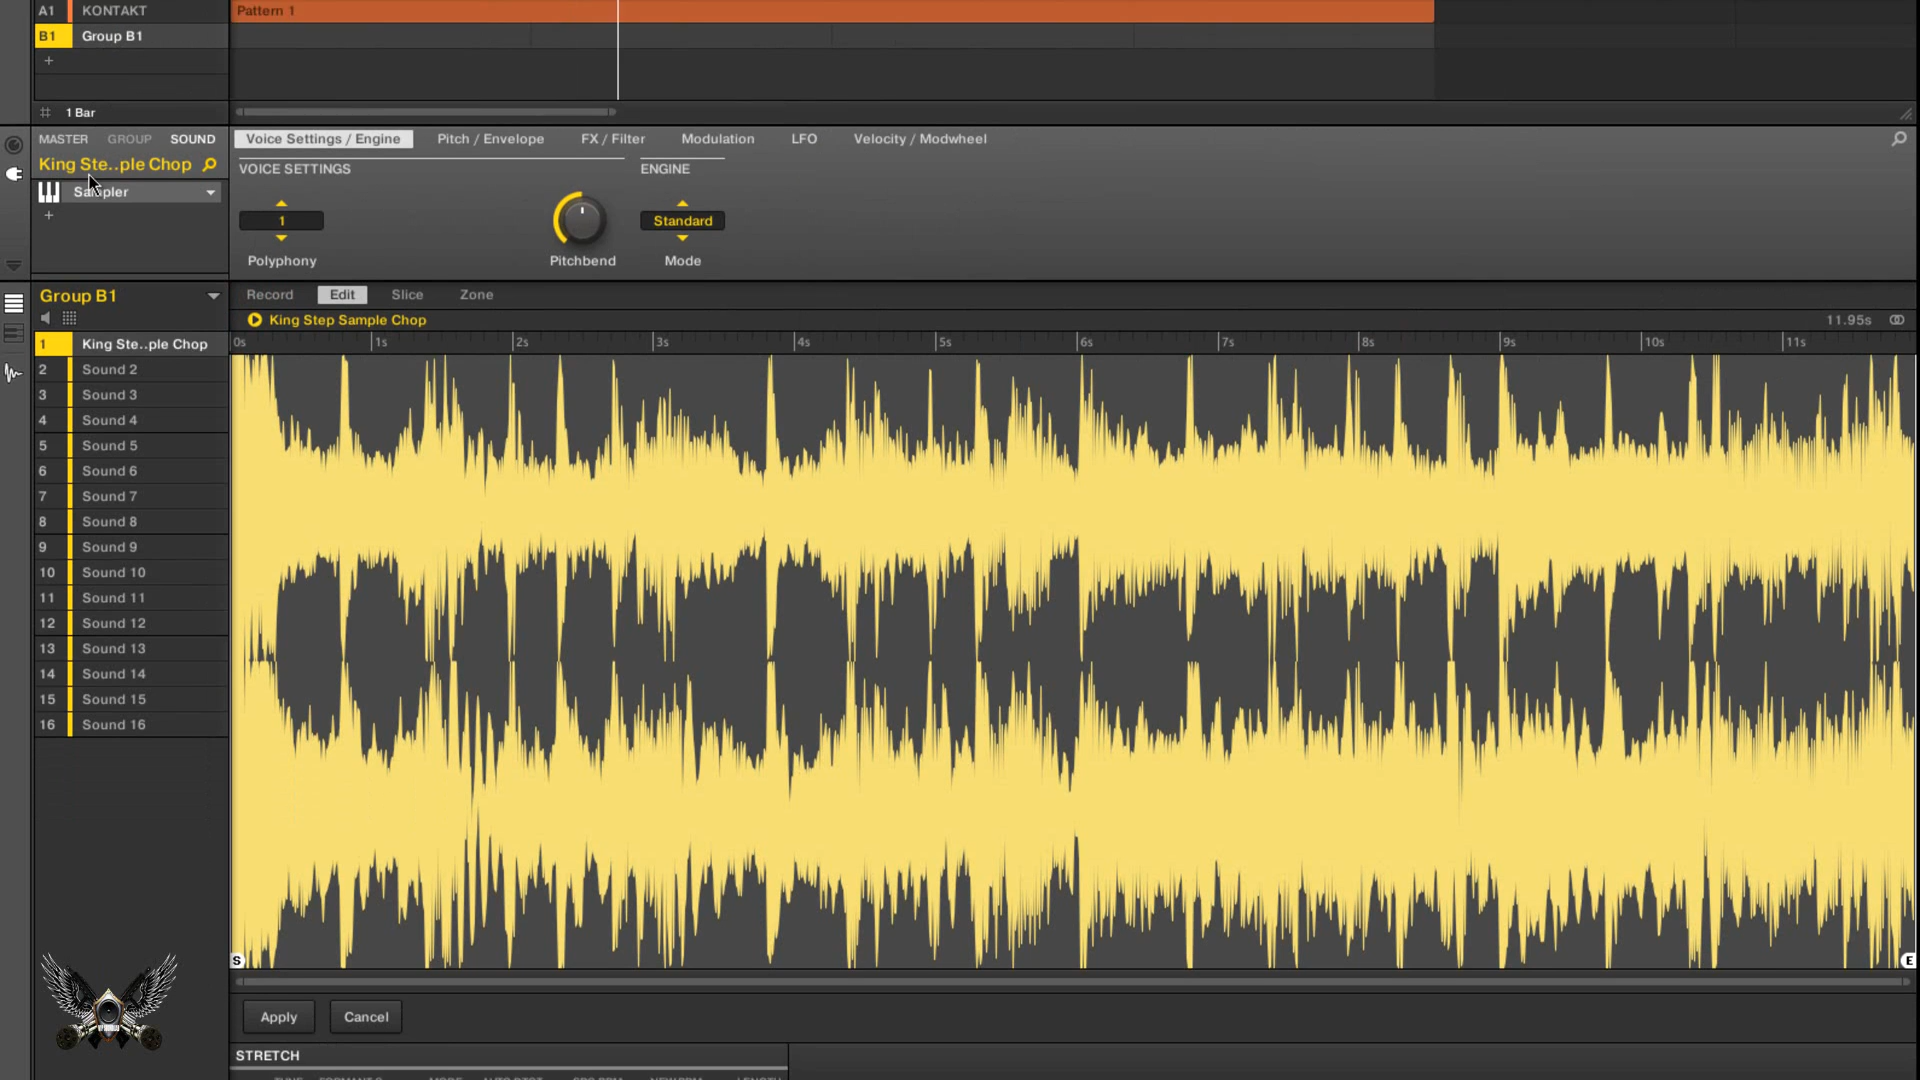 A1 KONTAKT Pattern 1
B1 Group B1
+
1 Bar
MASTER GROUP SOUND Voice Settings / Engine Pitch / Envelope FX / Filter Modulation LFO Velocity / Modwheel
King Ste..ple Chop VOICE SETTINGS ENGINE
Sampler
+ 1 Standard
Polyphony Pitchbend Mode
Group B1 Record Edit Slice Zone
King Step Sample Chop 11.95s
1 King Ste..ple Chop 0s 1s 2s 3s 4s 5s 6s 7s 8s 9s 10s 11s
2 Sound 2
3 Sound 3
4 Sound 4
5 Sound 5
6 Sound 6
7 Sound 7
8 Sound 8
9 Sound 9
10 Sound 10
11 Sound 11
12 Sound 12
13 Sound 13
14 Sound 14
15 Sound 15
16 Sound 16
S E
Apply Cancel
STRETCH